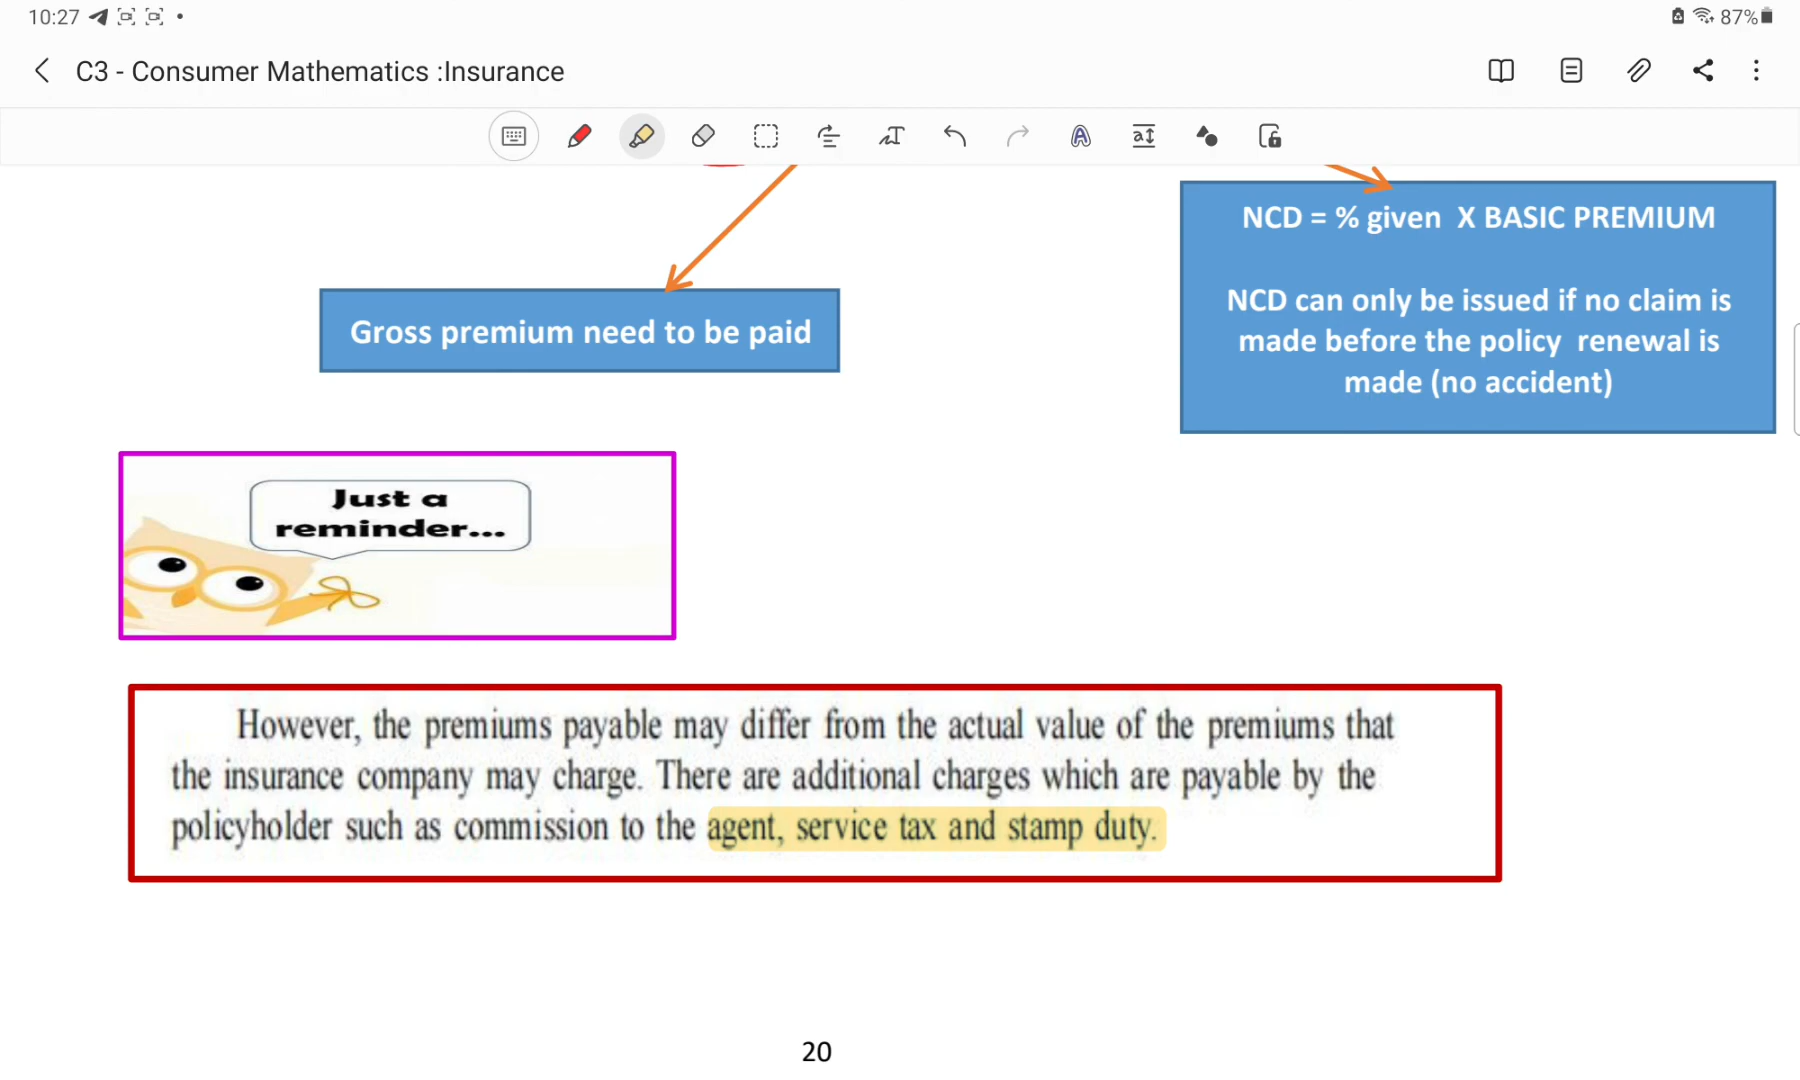 10:27
87%
C3 - Consumer Mathematics :Insurance
NCD = % given X BASIC PREMIUM
NCD can only be issued if no claim is
made before the policy renewal is
made (no accident)
Gross premium need to be paid
Just a
reminder...
However, the premiums payable may differ from the actual value of the premiums that
the insurance company may charge. There are additional charges which are payable by the
policyholder such as commission to the agent, service tax and stamp duty.
20